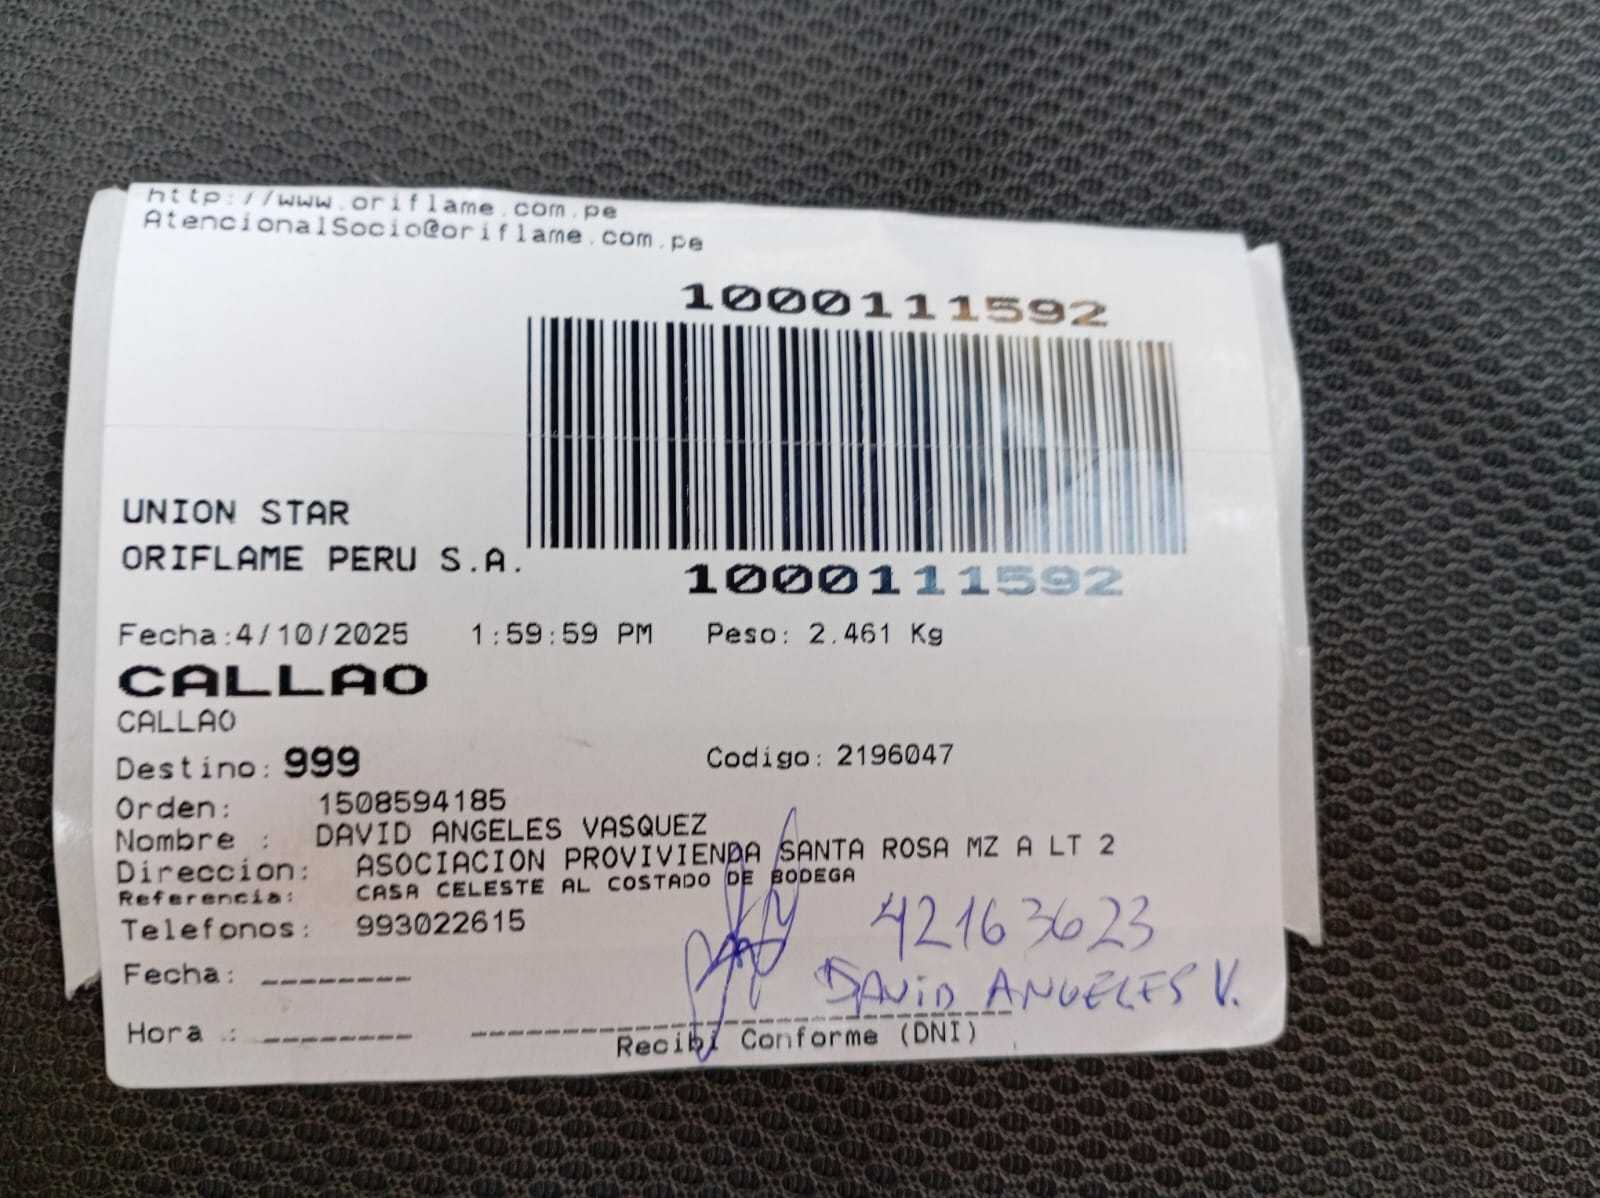 http://www.oriflame.com.pe
AtencionalSocio@oriflame.com.pe
1000111592
UNION STAR
ORIFLAME PERU S.A.
1000111592
Fecha:4/10/2025 1:59:59 PM Peso: 2.461 Kg
CALLAO
CALLAO
Destino: 999 Codigo: 2196047
Orden: 1508594185
Nombre : DAVID ANGELES VASQUEZ
Direccion: ASOCIACION PROVIVIENDA SANTA ROSA MZ A LT 2
Referencia: CASA CELESTE AL COSTADO DE BODEGA
Telefonos: 993022615
42163623
Fecha: --------
DAViD ANGELES V.
Hora .: --------
Recibi Conforme (DNI)